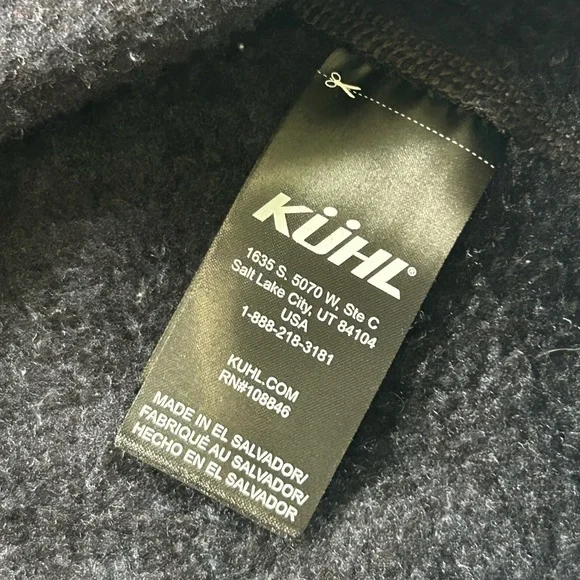 KÜHL®
1635 S. 5070 W. Ste C
Salt Lake City, UT 84104
USA
1-888-218-3181
KUHL.COM
RN#108846
MADE IN EL SALVADOR/
FABRIQUÉ AU SALVADOR/
HECHO EN EL SALVADOR